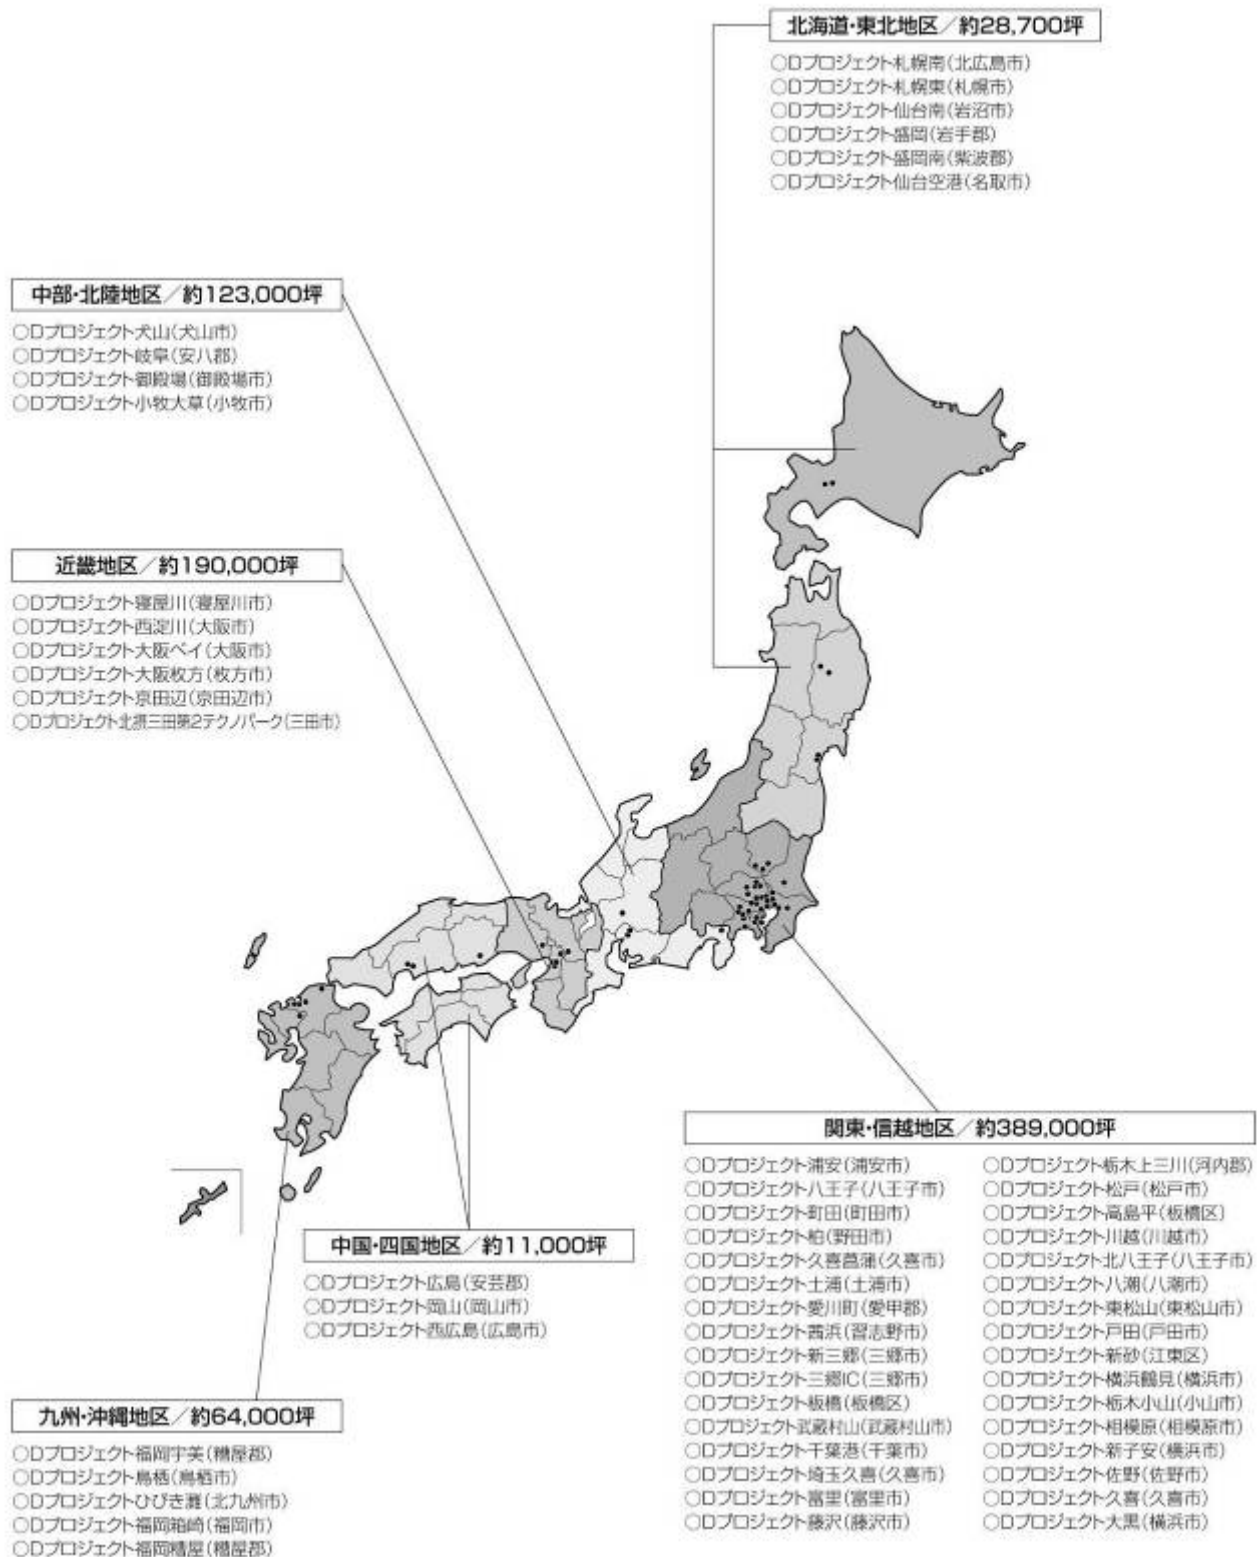 北海道・東北地区／約28,700坪
○Dプロジェクト札幌南(北広島市)
○Dプロジェクト札幌東(札幌市)
○Dプロジェクト仙台南(岩沼市)
○Dプロジェクト盛岡(岩手郡)
○Dプロジェクト盛岡南(紫波郡)
○Dプロジェクト仙台空港(名取市)
中部・北陸地区／約123,000坪
○Dプロジェクト犬山(犬山市)
○Dプロジェクト岐阜(安八郡)
○Dプロジェクト御殿場(御殿場市)
○Dプロジェクト小牧大草(小牧市)
近畿地区／約190,000坪
○Dプロジェクト寝屋川(寝屋川市)
○Dプロジェクト西淀川(大阪市)
○Dプロジェクト大阪ベイ(大阪市)
○Dプロジェクト大阪枚方(枚方市)
○Dプロジェクト京田辺(京田辺市)
○Dプロジェクト北摂三田第2テクノパーク(三田市)
関東・信越地区／約389,000坪
○Dプロジェクト浦安(浦安市)
○Dプロジェクト八王子(八王子市)
○Dプロジェクト町田(町田市)
○Dプロジェクト柏(野田市)
○Dプロジェクト久喜菖蒲(久喜市)
○Dプロジェクト土浦(土浦市)
○Dプロジェクト愛川町(愛甲郡)
○Dプロジェクト茜浜(習志野市)
○Dプロジェクト新三郷(三郷市)
○Dプロジェクト三郷IC(三郷市)
○Dプロジェクト板橋(板橋区)
○Dプロジェクト武蔵村山(武蔵村山市)
○Dプロジェクト千葉港(千葉市)
○Dプロジェクト埼玉久喜(久喜市)
○Dプロジェクト富里(富里市)
○Dプロジェクト藤沢(藤沢市)
○Dプロジェクト栃木上三川(河内郡)
○Dプロジェクト松戸(松戸市)
○Dプロジェクト高島平(板橋区)
○Dプロジェクト川越(川越市)
○Dプロジェクト北八王子(八王子市)
○Dプロジェクト八潮(八潮市)
○Dプロジェクト東松山(東松山市)
○Dプロジェクト戸田(戸田市)
○Dプロジェクト新砂(江東区)
○Dプロジェクト横浜鶴見(横浜市)
○Dプロジェクト栃木小山(小山市)
○Dプロジェクト相模原(相模原市)
○Dプロジェクト新子安(横浜市)
○Dプロジェクト佐野(佐野市)
○Dプロジェクト久喜(久喜市)
○Dプロジェクト大黒(横浜市)
中国・四国地区／約11,000坪
○Dプロジェクト広島(安芸郡)
○Dプロジェクト岡山(岡山市)
○Dプロジェクト西広島(広島市)
九州・沖縄地区／約64,000坪
○Dプロジェクト福岡宇美(糟屋郡)
○Dプロジェクト鳥栖(鳥栖市)
○Dプロジェクトひびき灘(北九州市)
○Dプロジェクト福岡箱崎(福岡市)
○Dプロジェクト福岡糟屋(糟屋郡)